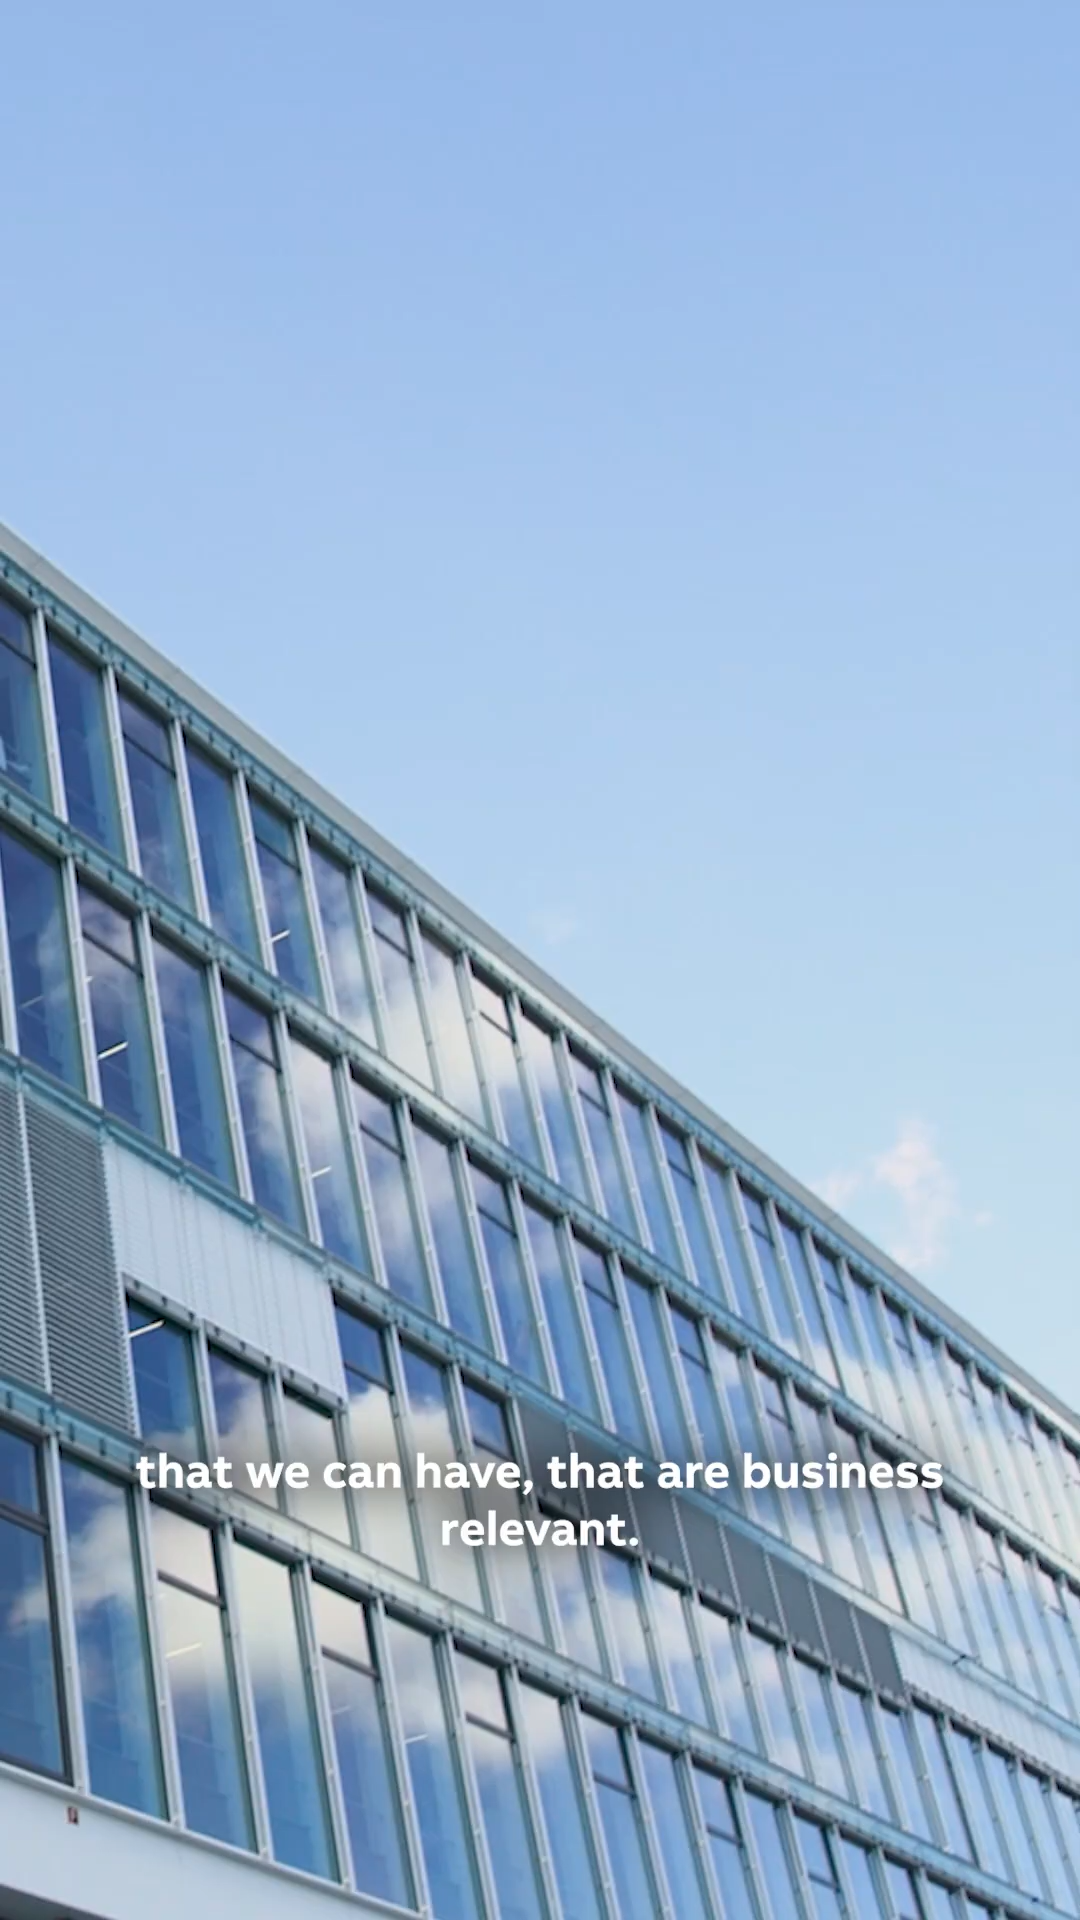 that we can have, that are business
relevant.